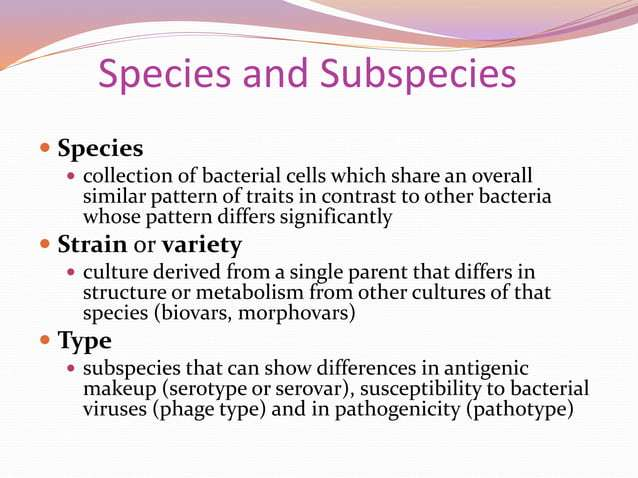 Species and Subspecies
Species
collection of bacterial cells which share an overall
similar pattern of traits in contrast to other bacteria
whose pattern differs significantly
Strain or variety
culture derived from a single parent that differs in
structure or metabolism from other cultures of that
species (biovars, morphovars)
Type
subspecies that can show differences in antigenic
makeup (serotype or serovar), susceptibility to bacterial
viruses (phage type) and in pathogenicity (pathotype)